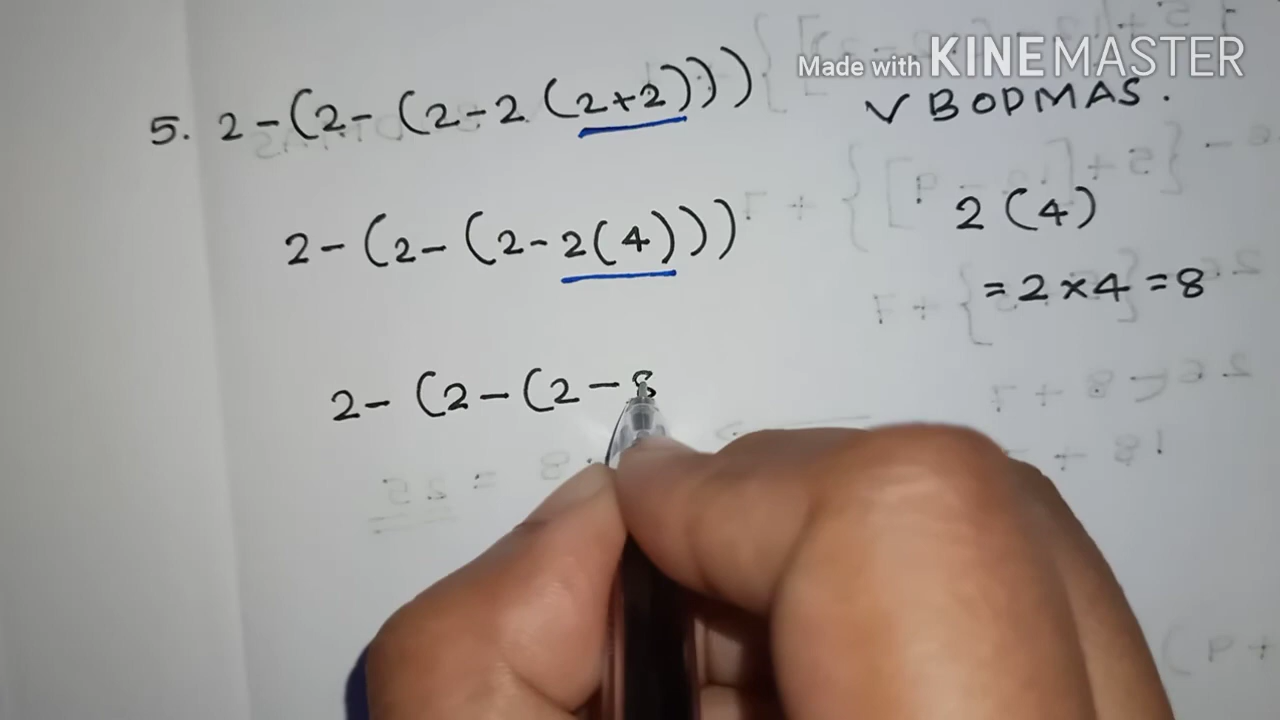 Made with KINEMASTER
5. 2-(2-(2-2(2+2)))
√ BODMAS.
2-(2-(2-2(4)))
2(4)
=2×4=8
2-(2-(2-8